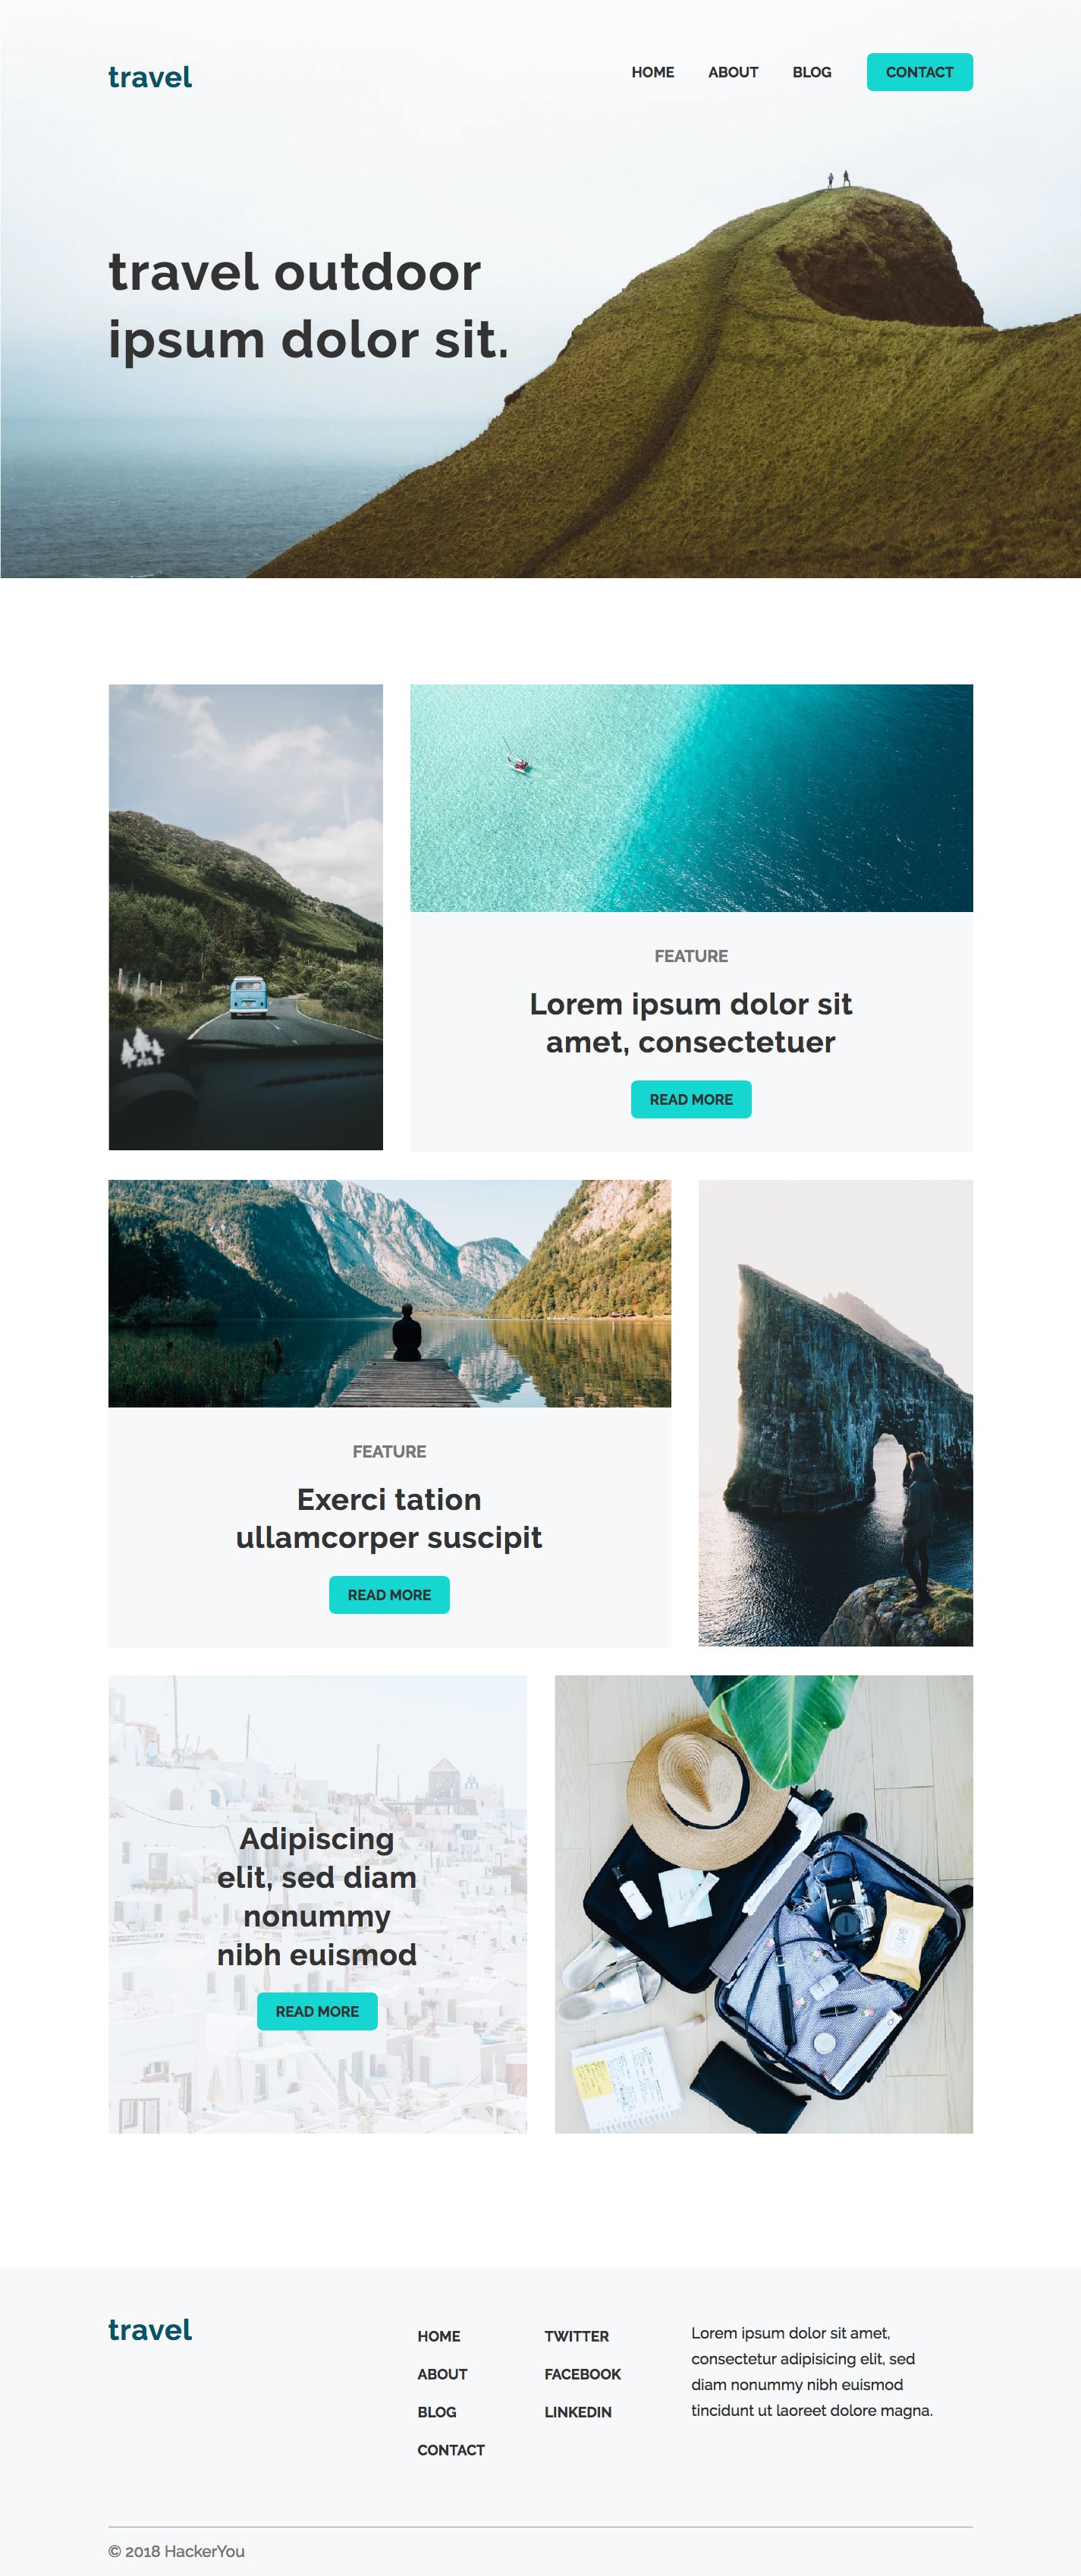 travel
HOME ABOUT BLOG CONTACT
travel outdoor
ipsum dolor sit.
FEATURE
Lorem ipsum dolor sit
amet, consectetuer
READ MORE
FEATURE
Exerci tation
ullamcorper suscipit
READ MORE
Adipiscing
elit, sed diam
nonummy
nibh euismod
READ MORE
travel
HOME
ABOUT
BLOG
CONTACT
TWITTER
FACEBOOK
LINKEDIN
Lorem ipsum dolor sit amet,
consectetur adipisicing elit, sed
diam nonummy nibh euismod
tincidunt ut laoreet dolore magna.
© 2018 HackerYou